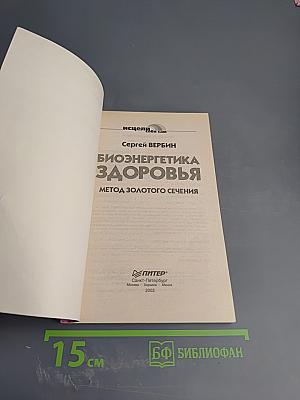 исцели
себя сам
Сергей ВЕРБИН
БИОЭНЕРГЕТИКА
ЗДОРОВЬЯ
МЕТОД ЗОЛОТОГО СЕЧЕНИЯ
ПИТЕР®
Санкт-Петербург
Москва · Харьков · Минск
2002
15 см
БФ БИБЛИОФАН